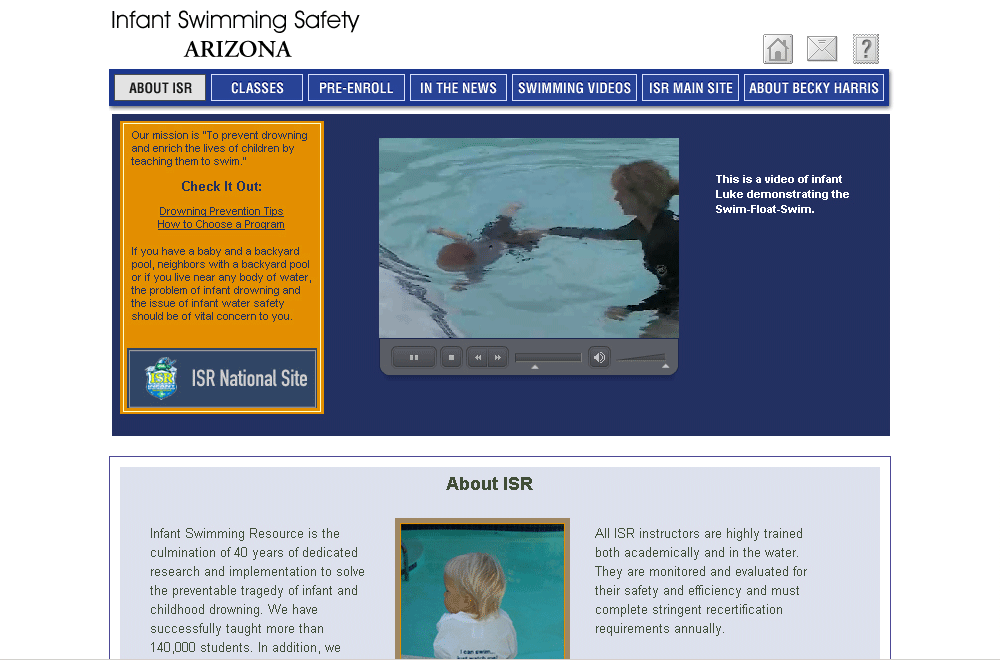 Infant Swimming Safety
ARIZONA
?
ABOUT ISR
CLASSES
PRE-ENROLL
IN THE NEWS
SWIMMING VIDEOS
ISR MAIN SITE
ABOUT BECKY HARRIS
Our mission is "To prevent drowning
and enrich the lives of children by
teaching them to swim."
Check It Out:
Drowning Prevention Tips
How to Choose a Program
If you have a baby and a backyard
pool, neighbors with a backyard pool
or if you live near any body of water,
the problem of infant drowning and
the issue of infant water safety
should be of vital concern to you.
ISR
ISR National Site
This is a video of infant
Luke demonstrating the
Swim-Float-Swim.
About ISR
Infant Swimming Resource is the
culmination of 40 years of dedicated
research and implementation to solve
the preventable tragedy of infant and
childhood drowning. We have
successfully taught more than
140,000 students. In addition, we
I can swim...
All ISR instructors are highly trained
both academically and in the water.
They are monitored and evaluated for
their safety and efficiency and must
complete stringent recertification
requirements annually.